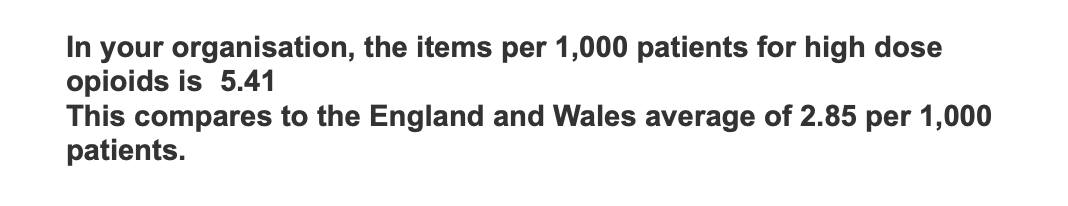 In your organisation, the items per 1,000 patients for high dose
opioids is  5.41
This compares to the England and Wales average of 2.85 per 1,000
patients.